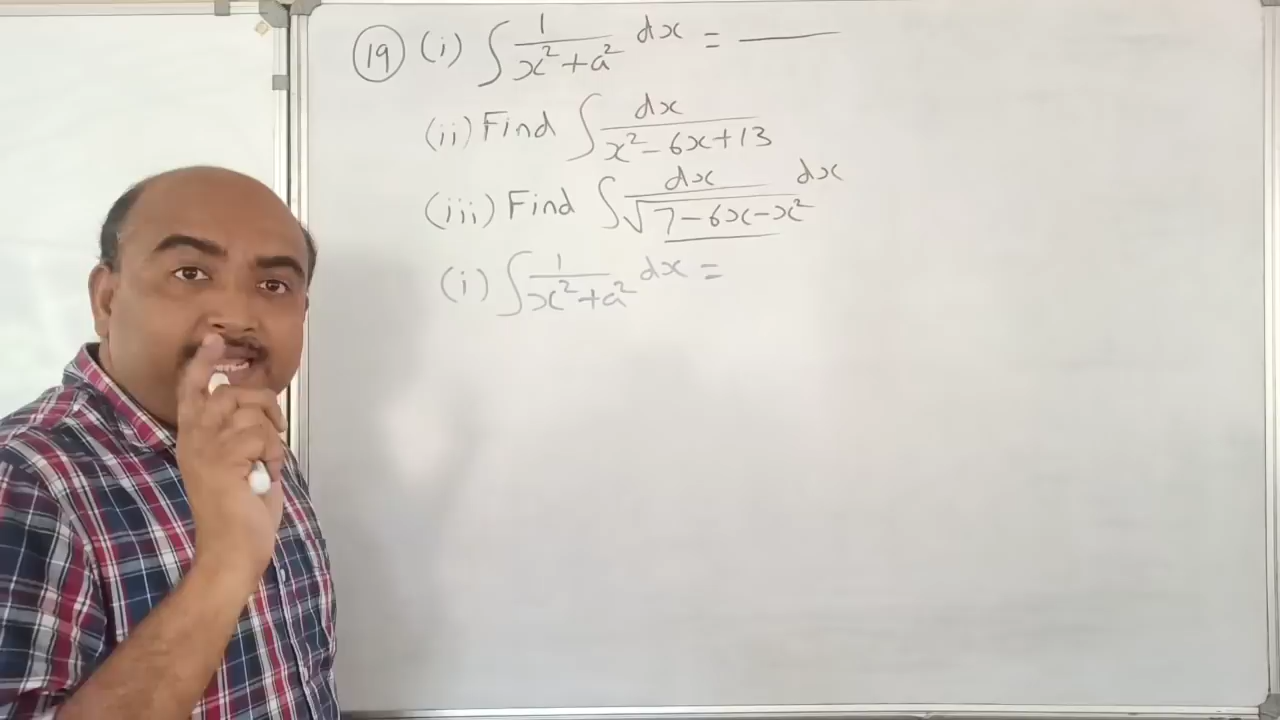 (19) (i) ∫ 1/(x²+a²) dx = ____
(ii) Find ∫ dx/(x²-6x+13)
(iii) Find ∫ dx/√(7-6x-x²) dx
(i) ∫ 1/(x²+a²) dx =